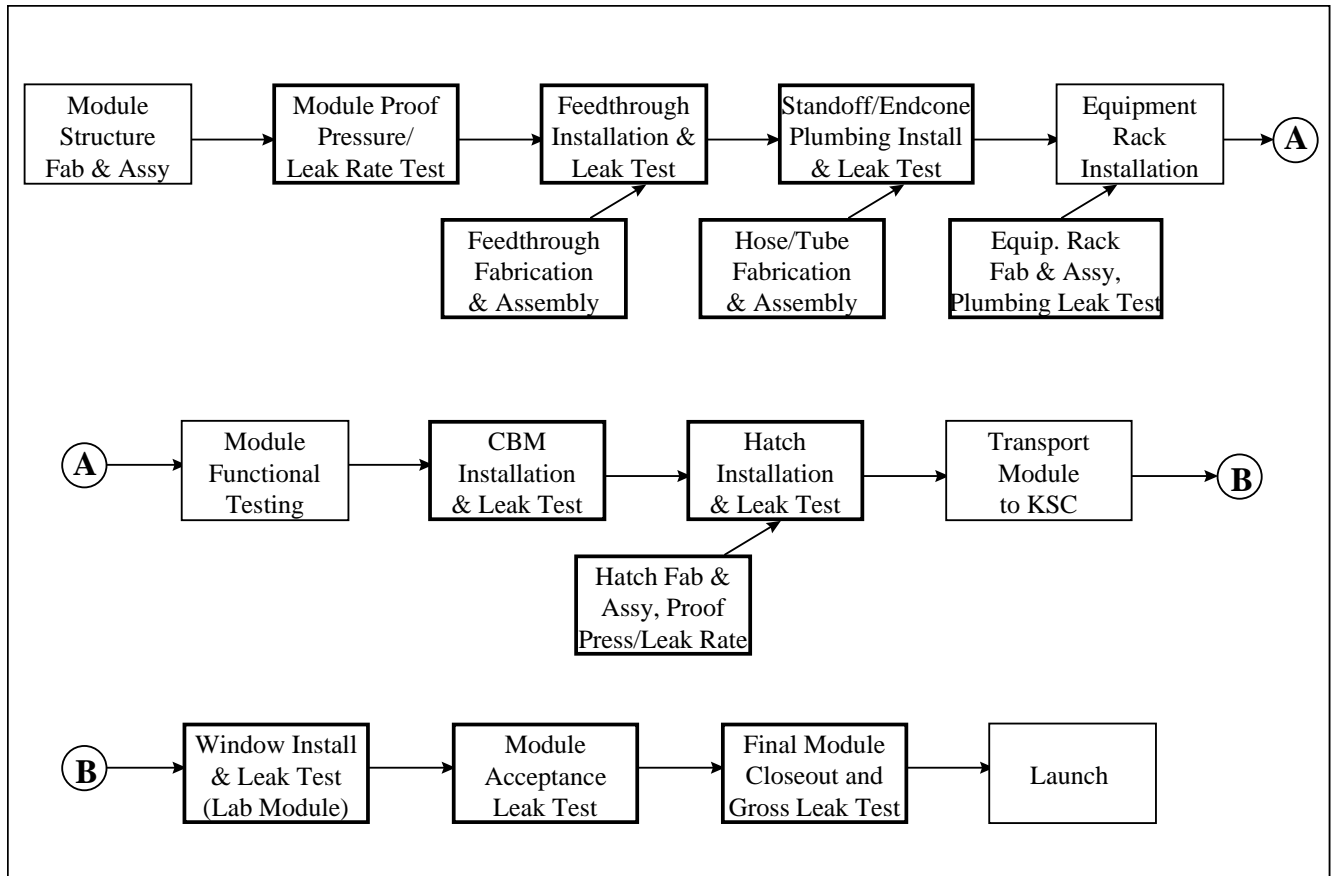 Module
Structure
Fab & Assy
Module Proof
Pressure/
Leak Rate Test
Feedthrough
Installation &
Leak Test
Standoff/Endcone
Plumbing Install
& Leak Test
Equipment
Rack
Installation
A
Feedthrough
Fabrication
& Assembly
Hose/Tube
Fabrication
& Assembly
Equip. Rack
Fab & Assy,
Plumbing Leak Test
A
Module
Functional
Testing
CBM
Installation
& Leak Test
Hatch
Installation
& Leak Test
Transport
Module
to KSC
B
Hatch Fab &
Assy, Proof
Press/Leak Rate
B
Window Install
& Leak Test
(Lab Module)
Module
Acceptance
Leak Test
Final Module
Closeout and
Gross Leak Test
Launch